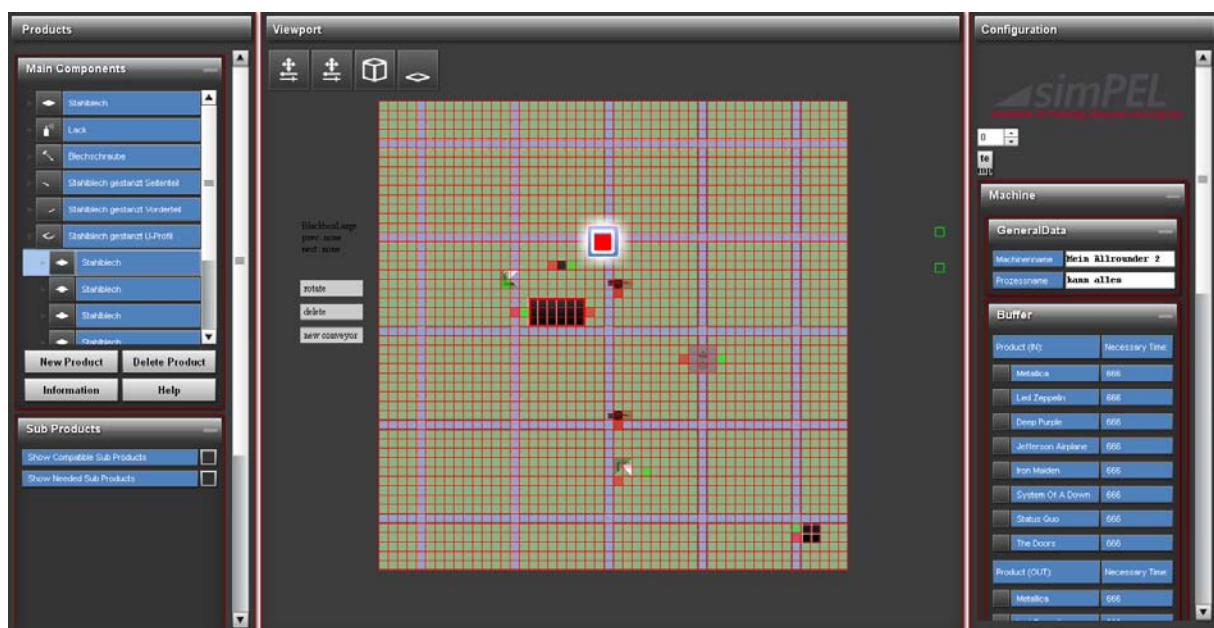 Products
Main Components
Stahlblech
Lack
Blechschraube
Stahlblech gestanzt Seitenteil
Stahlblech gestanzt Vorderteil
Stahlblech gestanzt U-Profil
Stahlblech
Stahlblech
Stahlblech
Stahlblech
New Product Delete Product
Information Help
Sub Products
Show Compatible Sub Products
Show Needed Sub Products
Viewport
prev: none
next: none
rotate
delete
new conveyor
Configuration
simPEL
0
te
Machine
GeneralData
Machinenname Mein Allrounder 2
Prozessname kann alles
Buffer
Product (IN): Necessary Time:
Metallica 666
Led Zeppelin 666
Deep Purple 666
Jefferson Airplane 666
Iron Maiden 666
System Of A Down 666
Status Quo 666
The Doors 666
Product (OUT): Necessary Time:
Metallica 666